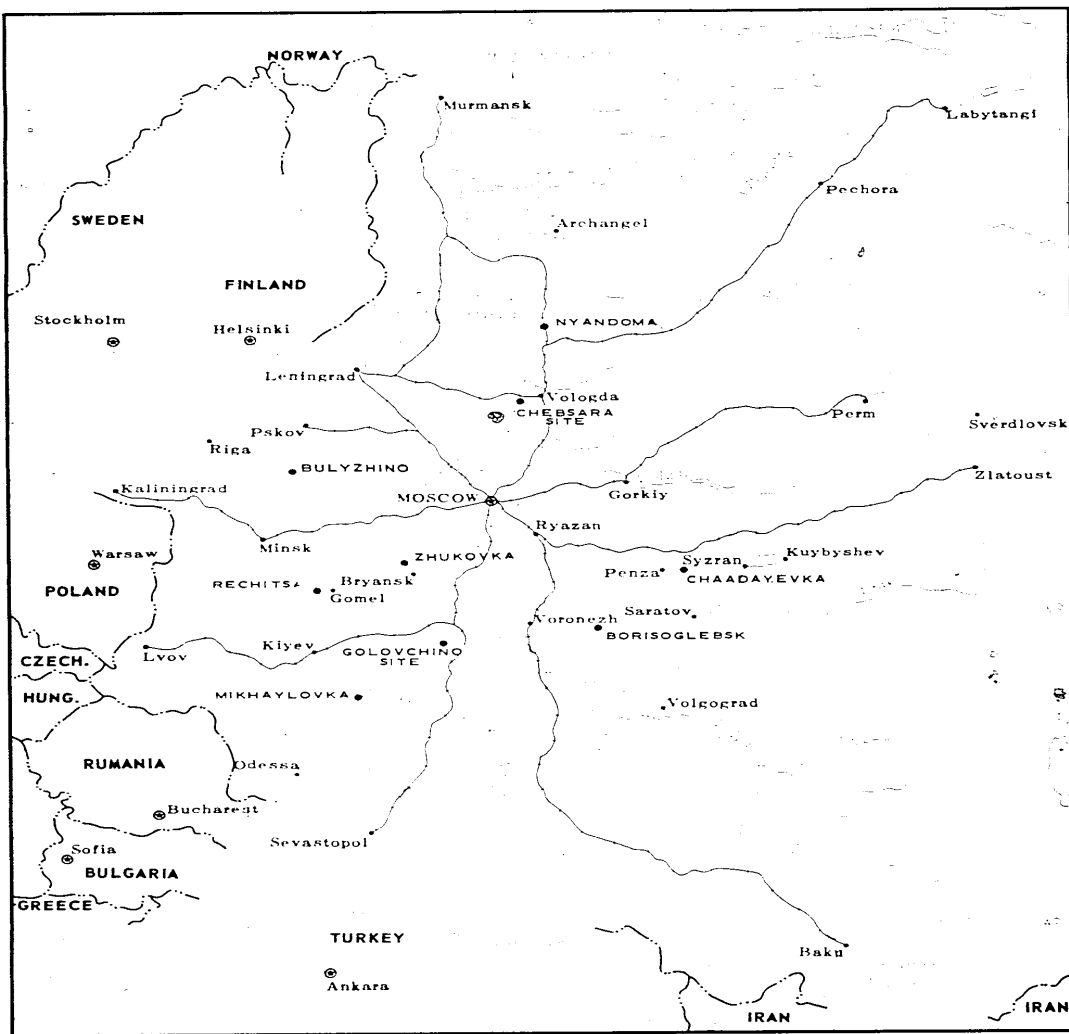 NORWAY
Murmansk
Labytangi
Pechora
SWEDEN
Archangel
FINLAND
Stockholm
Helsinki
NYANDOMA
Leningrad
Vologda
CHEBSARA
SITE
Perm
Sverdlovsk
Pskov
Riga
BULYZHINO
Zlatoust
Kaliningrad
MOSCOW
Gorkiy
Ryazan
Minsk
Warsaw
ZHUKOVKA
Kuybyshev
Syzran
Penza
CHAADAYEVKA
POLAND
RECHITSA
Bryansk
Gomel
Saratov
Voronezh
BORISOGLEBSK
CZECH.
Lvov
Kiyev
GOLOVCHINO
SITE
HUNG.
MIKHAYLOVKA
Volgograd
RUMANIA
Odessa
Bucharest
Sevastopol
Sofia
BULGARIA
GREECE
TURKEY
Baku
Ankara
IRAN
IRAN